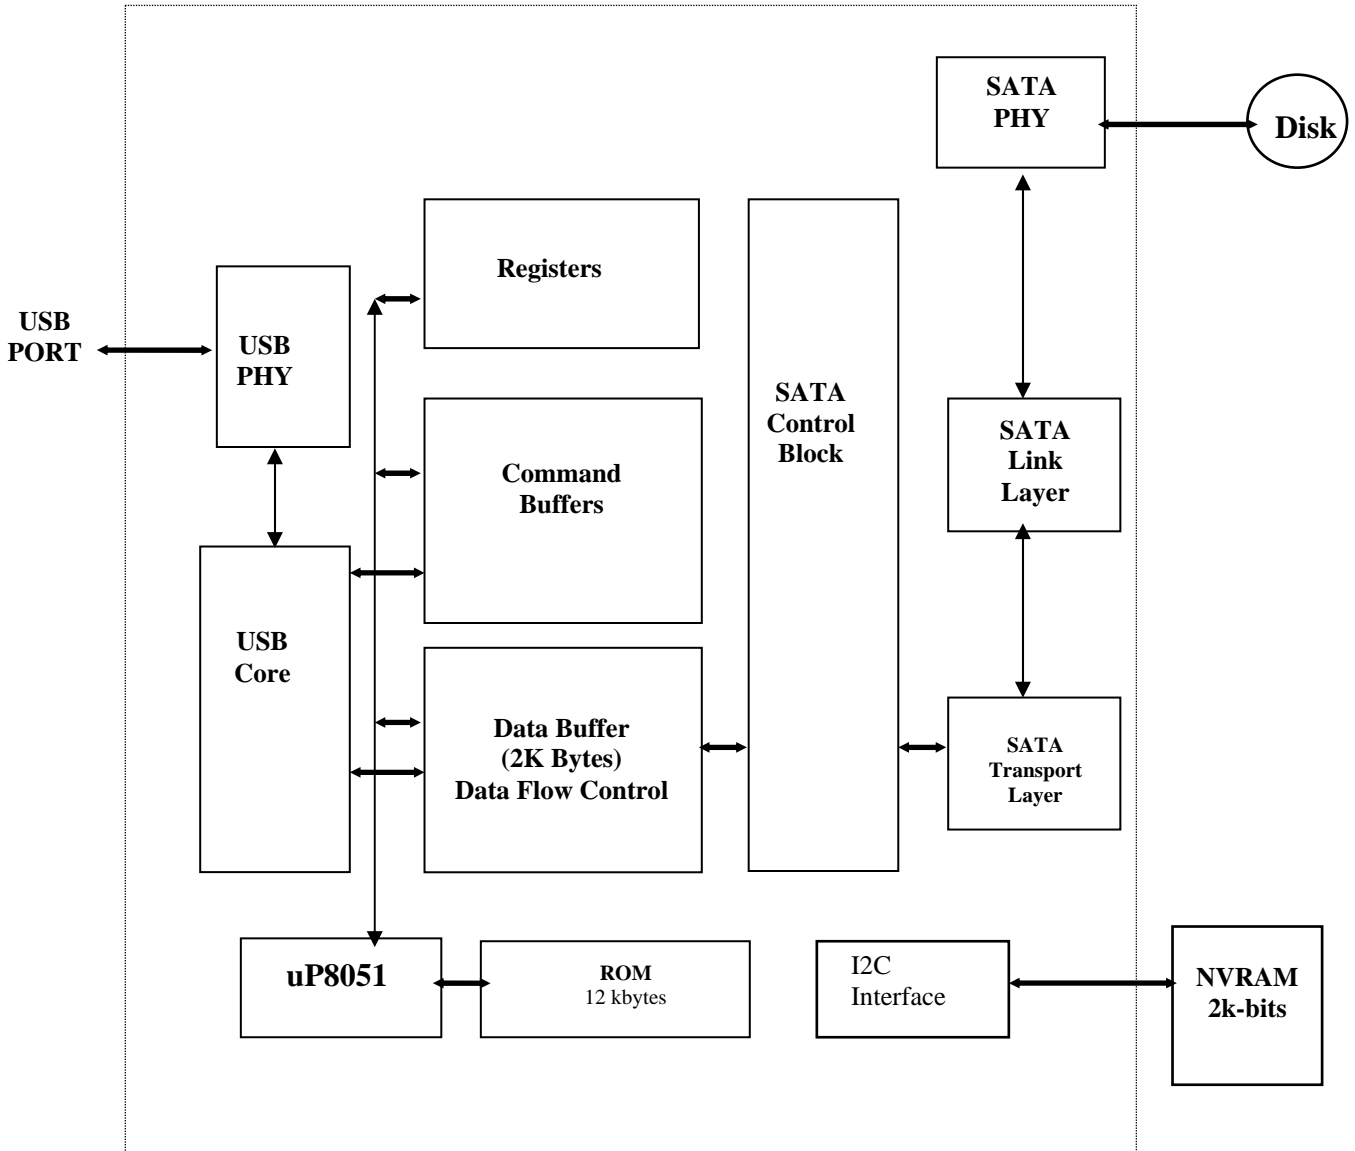 SATA
PHY
Disk
Registers
USB
PORT
USB
PHY
SATA
Control
Block
SATA
Link
Layer
Command
Buffers
USB
Core
Data Buffer
(2K Bytes)
Data Flow Control
SATA
Transport
Layer
uP8051
ROM
12 kbytes
I2C
Interface
NVRAM
2k-bits